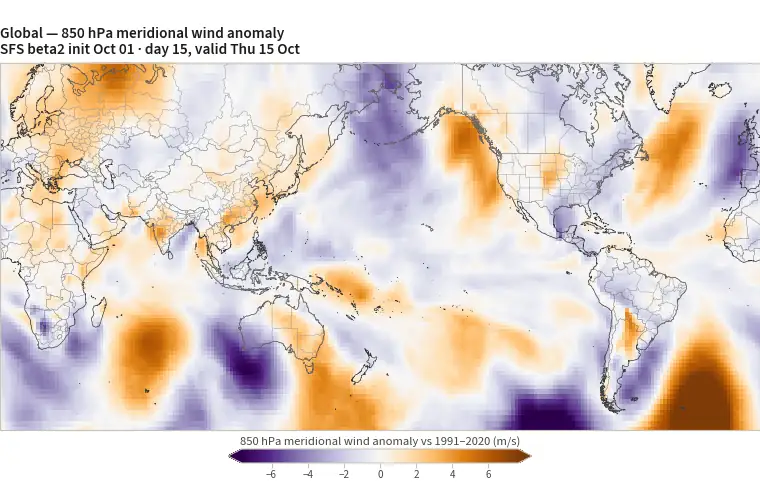 Global — 850 hPa meridional wind anomaly
SFS beta2 init Oct 01 · day 15, valid Thu 15 Oct
850 hPa meridional wind anomaly vs 1991–2020 (m/s)
−6 −4 −2 0 2 4 6